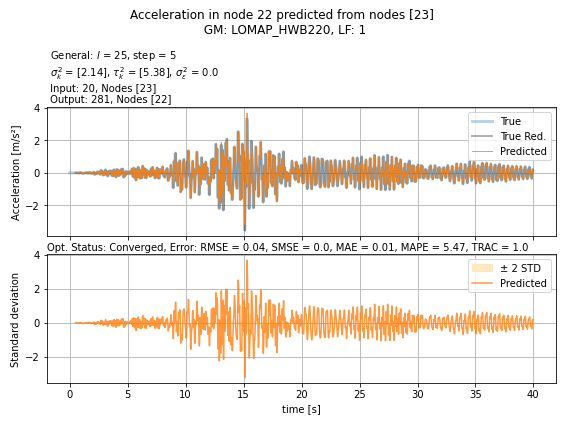 Acceleration in node 22 predicted from nodes [23]
GM: LOMAP_HWB220, LF: 1
General: l = 25, step = 5
σ²ₖ = [2.14], τ²ₖ = [5.38], σ²ε = 0.0
Input: 20, Nodes [23]
Output: 281, Nodes [22]
Acceleration [m/s²]
4
2
0
−2
True
True Red.
Predicted
Opt. Status: Converged, Error: RMSE = 0.04, SMSE = 0.0, MAE = 0.01, MAPE = 5.47, TRAC = 1.0
Standard deviation
4
2
0
−2
± 2 STD
Predicted
0 5 10 15 20 25 30 35 40
time [s]